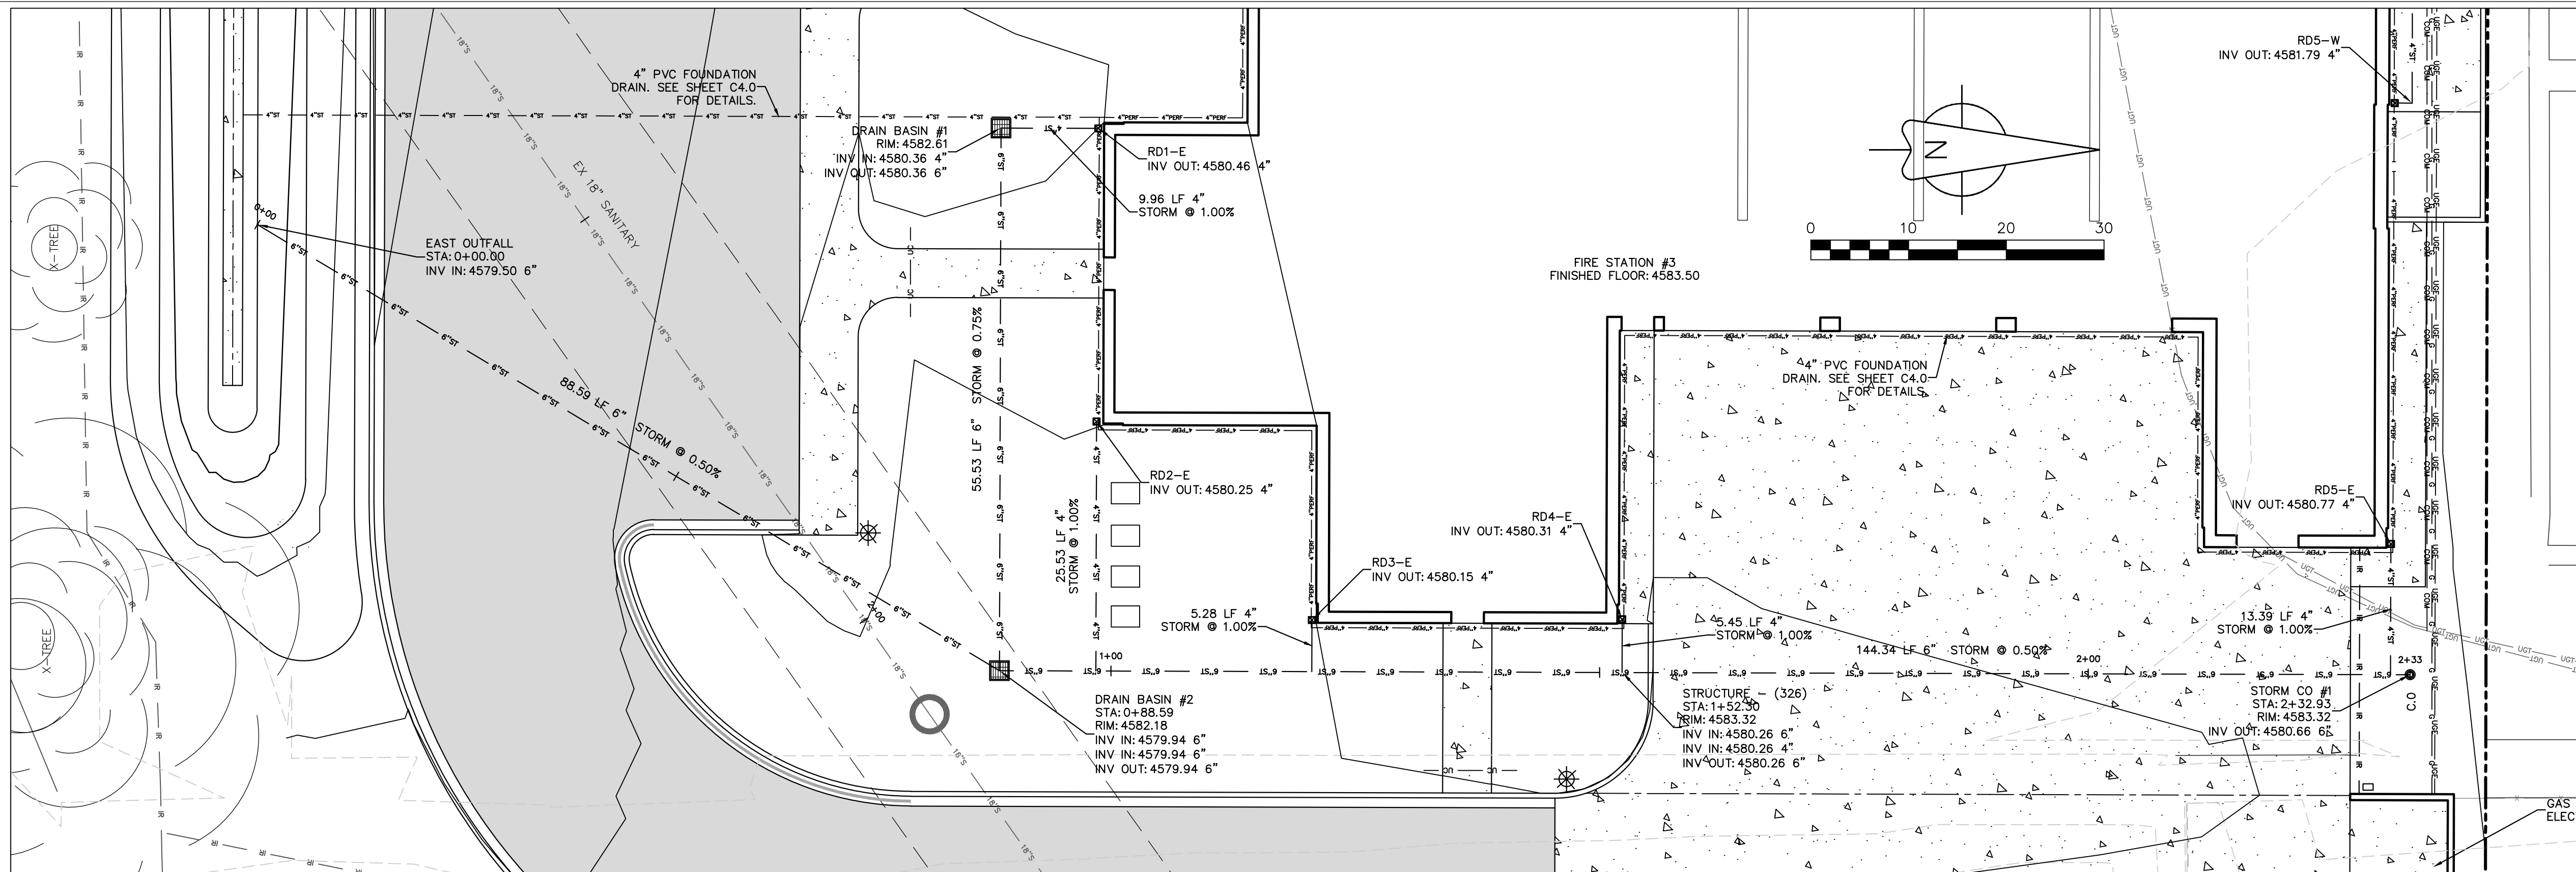 4" PVC FOUNDATION
DRAIN. SEE SHEET C4.0
FOR DETAILS.
DRAIN BASIN #1
RIM: 4582.61
INV IN: 4580.36 4"
INV OUT: 4580.36 6"
RD1-E
INV OUT: 4580.46 4"
9.96 LF 4"
STORM @ 1.00%
EX 18" SANITARY
X-TREE
0+00
EAST OUTFALL
STA: 0+00.00
INV IN: 4579.50 6"
88.59 LF 6" STORM @ 0.50%
55.53 LF 6" STORM @ 0.75%
25.53 LF 4"
STORM @ 1.00%
RD2-E
INV OUT: 4580.25 4"
N
0 10 20 30
FIRE STATION #3
FINISHED FLOOR: 4583.50
RD5-W
INV OUT: 4581.79 4"
4" PVC FOUNDATION
DRAIN. SEE SHEET C4.0
FOR DETAILS.
RD4-E
INV OUT: 4580.31 4"
RD3-E
INV OUT: 4580.15 4"
RD5-E
INV OUT: 4580.77 4"
5.28 LF 4"
STORM @ 1.00%
5.45 LF 4"
STORM @ 1.00%
13.39 LF 4"
STORM @ 1.00%
144.34 LF 6" STORM @ 0.50%
X-TREE
1+00
2+00
2+33
DRAIN BASIN #2
STA: 0+88.59
RIM: 4582.18
INV IN: 4579.94 6"
INV IN: 4579.94 6"
INV OUT: 4579.94 6"
STRUCTURE - (326)
STA: 1+52.30
RIM: 4583.32
INV IN: 4580.26 6"
INV IN: 4580.26 4"
INV OUT: 4580.26 6"
STORM CO #1
STA: 2+32.93
RIM: 4583.32
INV OUT: 4580.66 6"
C.O
GAS
ELEC
18"S
4"ST
6"ST
4"PERF
IR
UGT
UGE
COM
G
UC